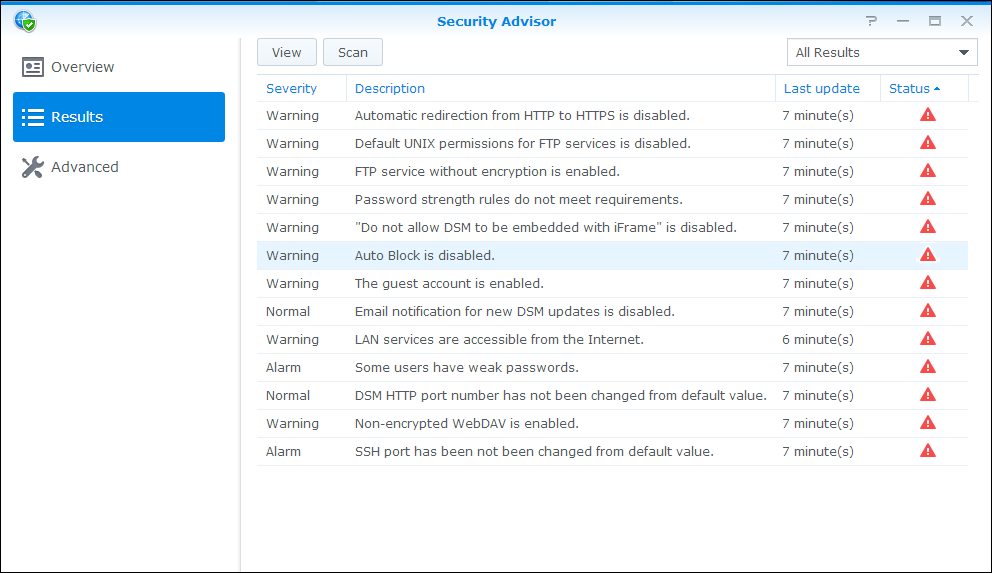 Security Advisor
Overview
Results
Advanced
View Scan All Results
Severity Description Last update Status
Warning Automatic redirection from HTTP to HTTPS is disabled. 7 minute(s)
Warning Default UNIX permissions for FTP services is disabled. 7 minute(s)
Warning FTP service without encryption is enabled. 7 minute(s)
Warning Password strength rules do not meet requirements. 7 minute(s)
Warning "Do not allow DSM to be embedded with iFrame" is disabled. 7 minute(s)
Warning Auto Block is disabled. 7 minute(s)
Warning The guest account is enabled. 7 minute(s)
Normal Email notification for new DSM updates is disabled. 7 minute(s)
Warning LAN services are accessible from the Internet. 6 minute(s)
Alarm Some users have weak passwords. 7 minute(s)
Normal DSM HTTP port number has not been changed from default value. 7 minute(s)
Warning Non-encrypted WebDAV is enabled. 7 minute(s)
Alarm SSH port has been not been changed from default value. 7 minute(s)